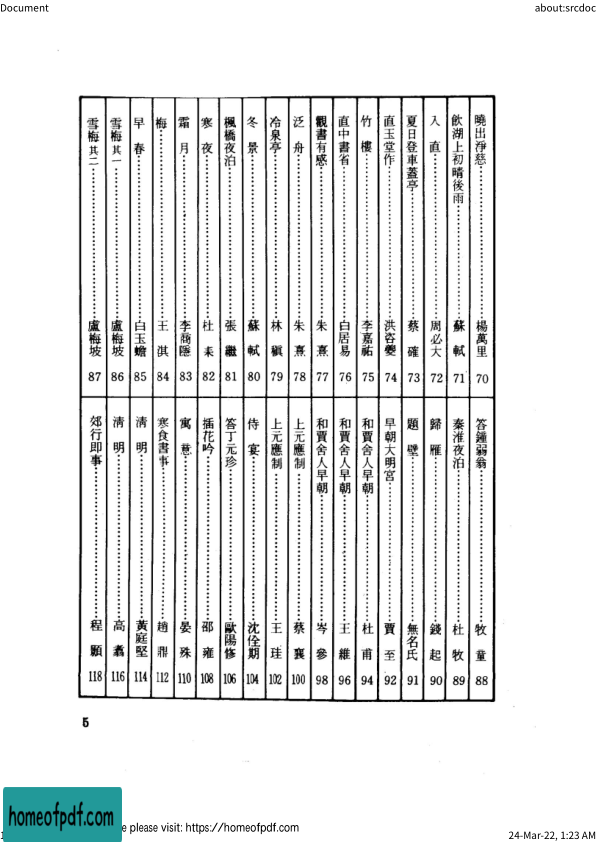 Document
about:srcdoc
曉出淨慈 楊萬里 70
飲湖上初晴後雨 蘇軾 71
入直 周必大 72
夏日登車蓋亭 蔡確 73
直玉堂作 洪咨夔 74
竹樓 李嘉祐 75
直中書省 白居易 76
觀書有感 朱熹 77
泛舟 朱熹 78
冷泉亭 林稹 79
冬景 蘇軾 80
楓橋夜泊 張繼 81
寒夜 杜耒 82
霜月 李商隱 83
梅 王淇 84
早春 白玉蟾 85
雪梅其一 盧梅坡 86
雪梅其二 盧梅坡 87
答鐘弱翁 牧童 88
秦淮夜泊 杜牧 89
歸雁 錢起 90
題壁 無名氏 91
早朝大明宮 賈至 92
和賈舍人早朝 杜甫 94
和賈舍人早朝 王維 96
和賈舍人早朝 岑參 98
上元應制 蔡襄 100
上元應制 王珪 102
侍宴 沈佺期 104
答丁元珍 歐陽修 106
插花吟 邵雍 108
寓意 晏殊 110
寒食書事 趙鼎 112
清明 黃庭堅 114
清明 高翥 116
郊行即事 程顥 118
5
homeofpdf.com
e please visit: https://homeofpdf.com
1
24-Mar-22, 1:23 AM